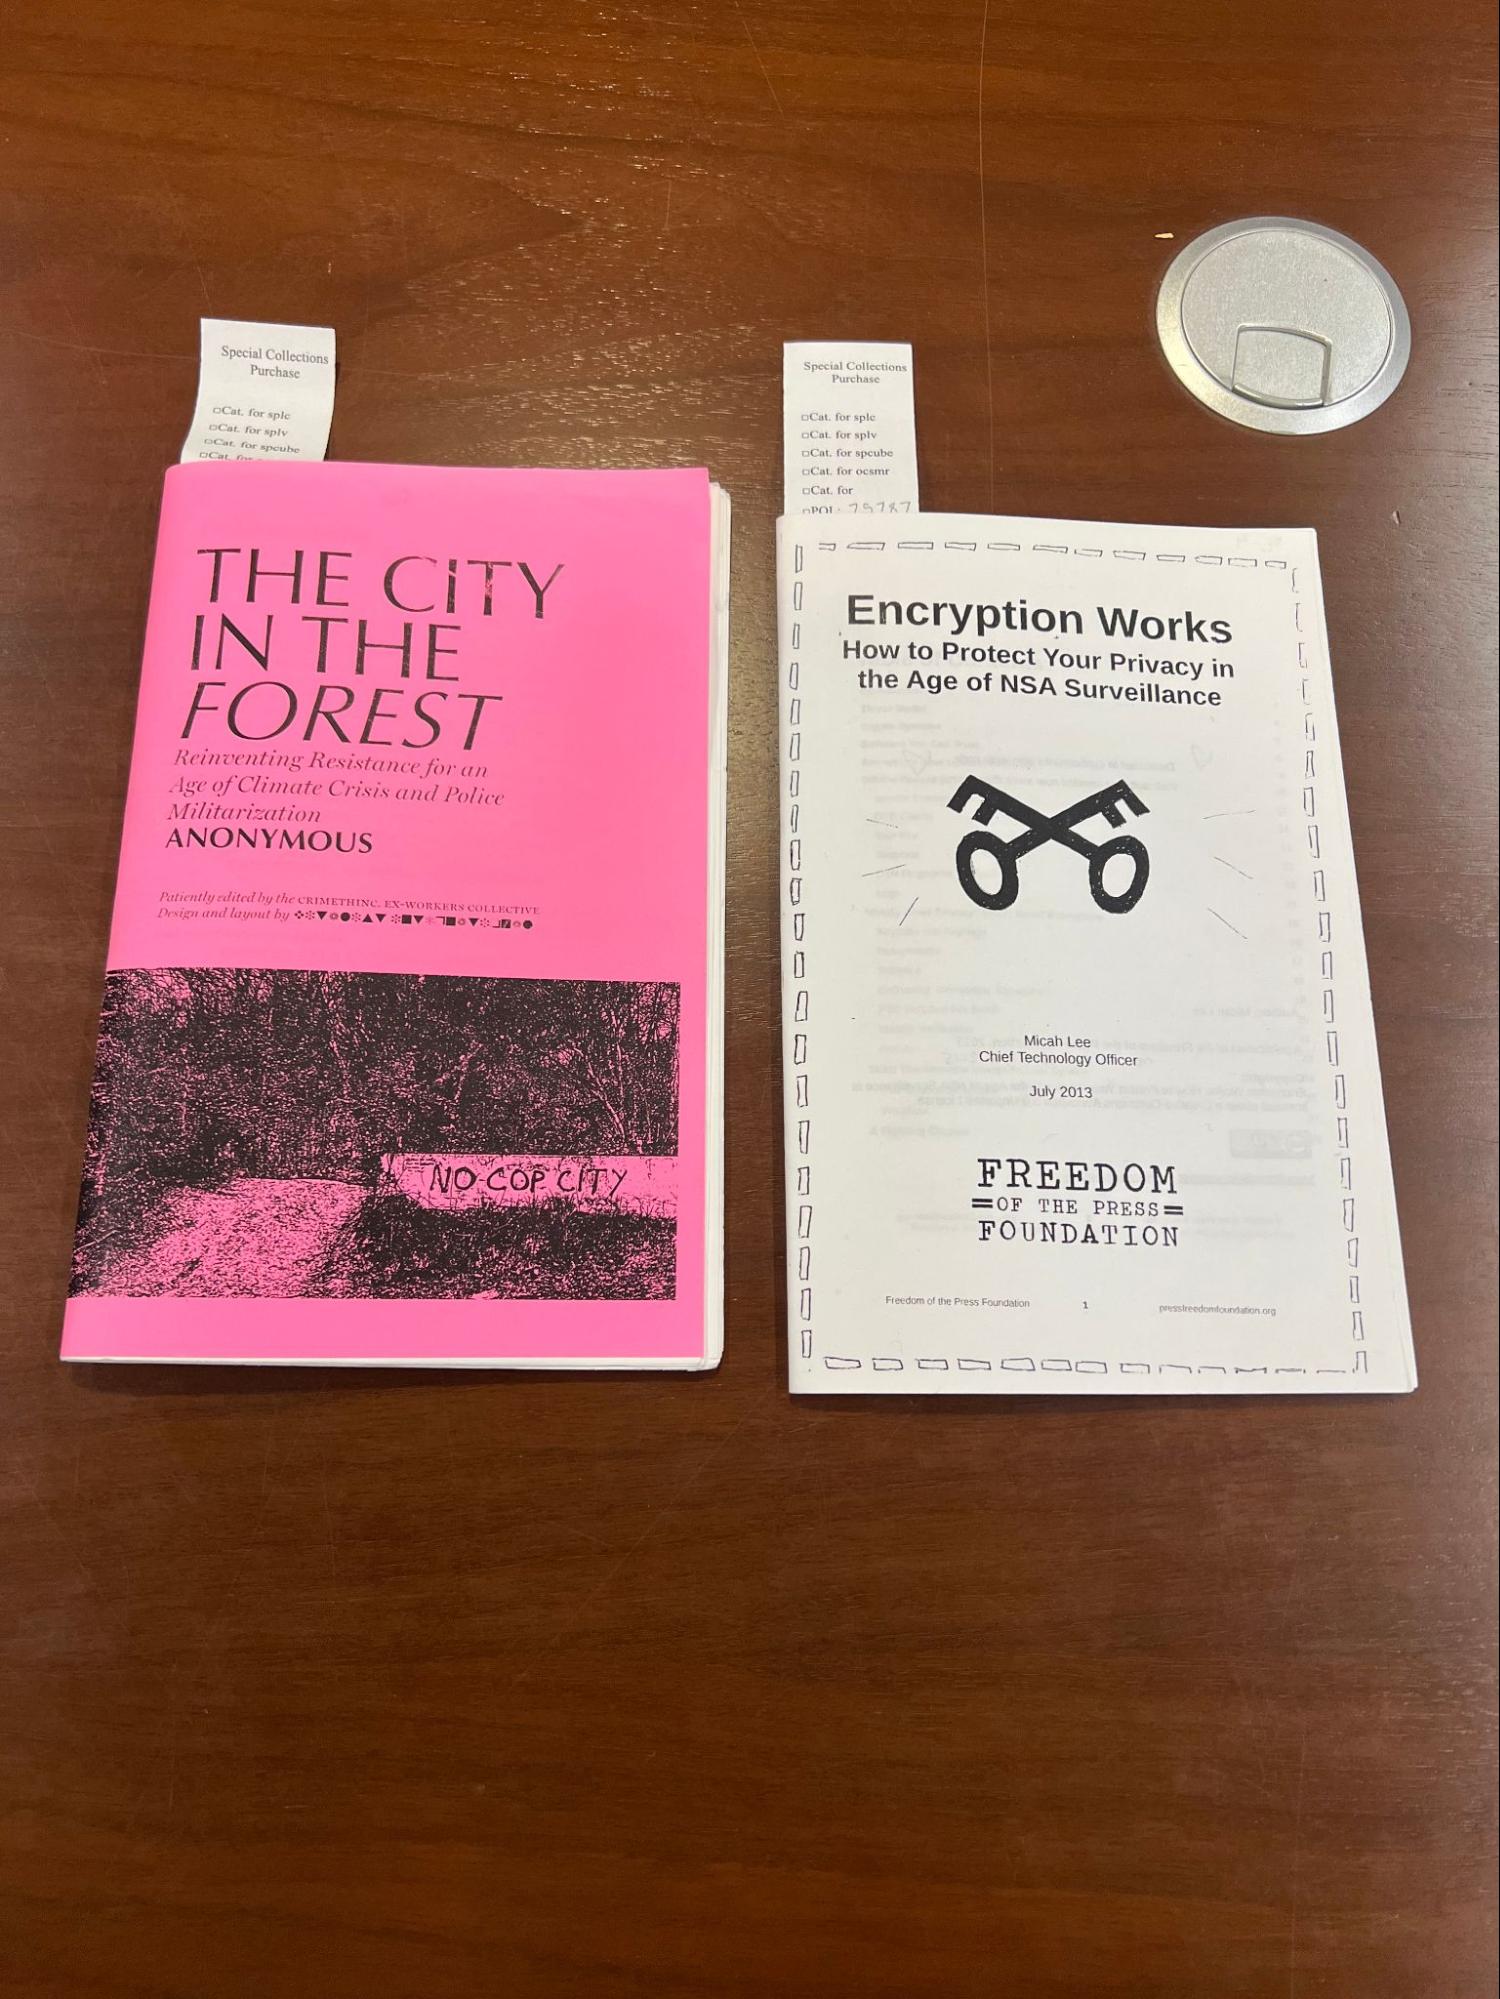 Special Collections
Purchase
□Cat. for splc
□Cat. for splv
□Cat. for spcube
□Cat. for
THE CiTY
IN THE
FOREST
Reinventing Resistance for an
Age of Climate Crisis and Police
Militarization
ANONYMOUS
Patiently edited by the CRIMETHINC. EX-WORKERS COLLECTIVE
Design and layout by
NO COP CITY
Special Collections
Purchase
□Cat. for splc
□Cat. for splv
□Cat. for spcube
□Cat. for ocsmr
□Cat. for
□POL: 75787
Encryption Works
How to Protect Your Privacy in
the Age of NSA Surveillance
Micah Lee
Chief Technology Officer
July 2013
FREEDOM
OF THE PRESS
FOUNDATION
Freedom of the Press Foundation 1 pressfreedomfoundation.org